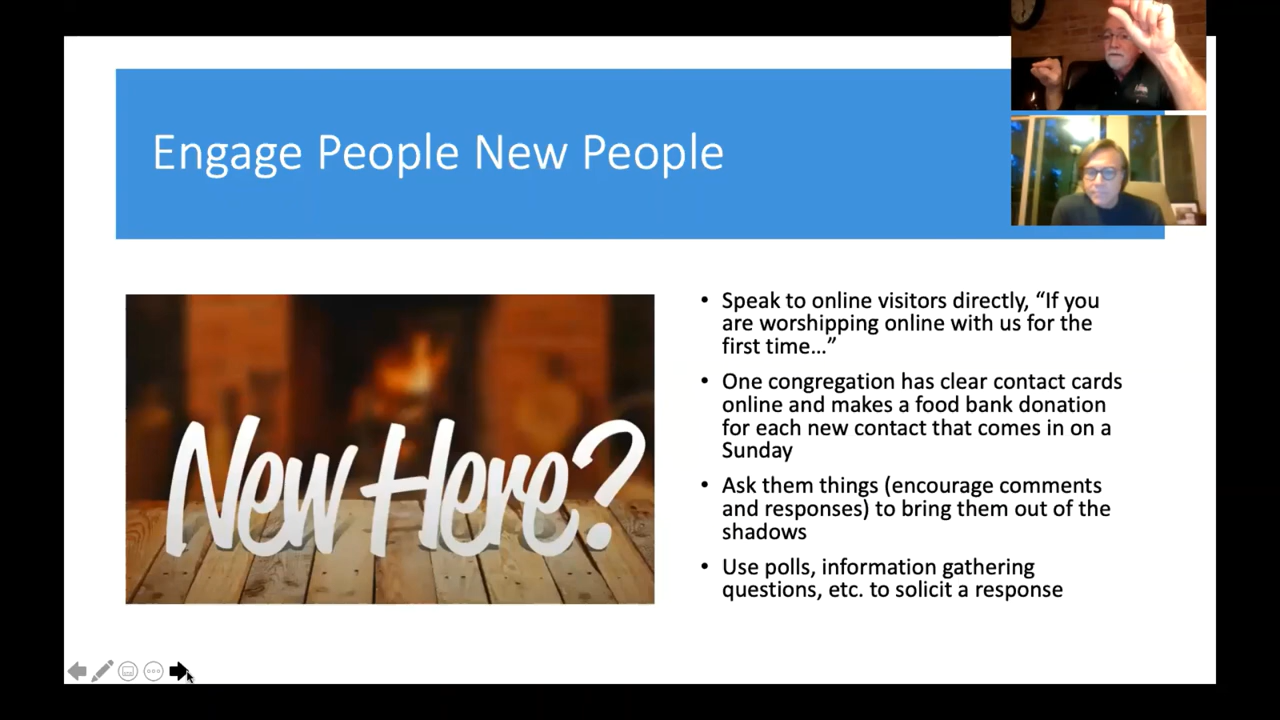 Engage People New People
New Here?
• Speak to online visitors directly, “If you
are worshipping online with us for the
first time…”
• One congregation has clear contact cards
online and makes a food bank donation
for each new contact that comes in on a
Sunday
• Ask them things (encourage comments
and responses) to bring them out of the
shadows
• Use polls, information gathering
questions, etc. to solicit a response